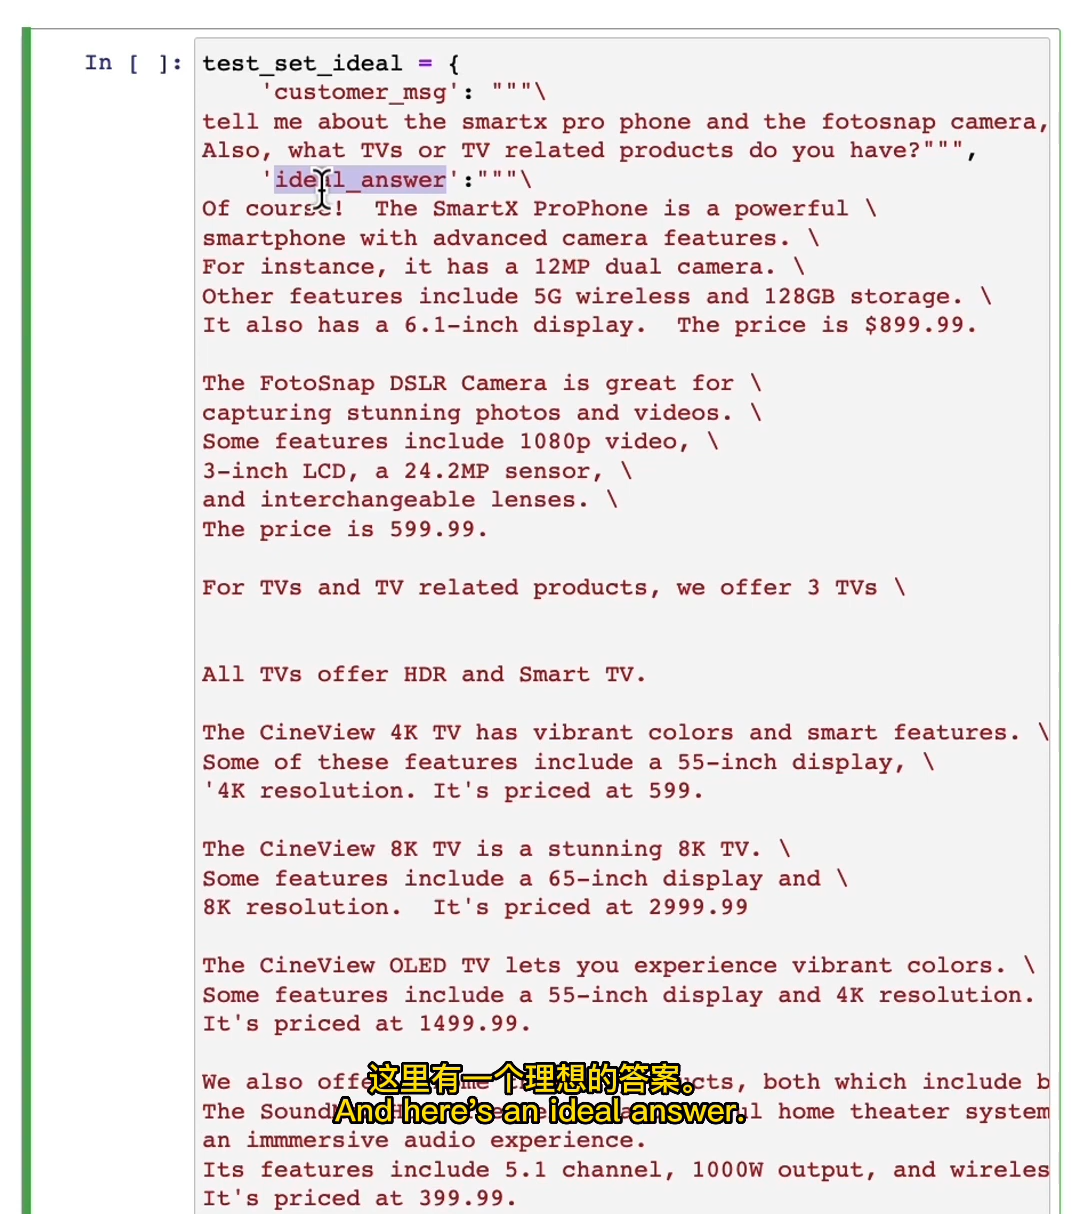 In [ ]: test_set_ideal = {
'customer_msg': """\
tell me about the smartx pro phone and the fotosnap camera,
Also, what TVs or TV related products do you have?""",
'ideal_answer':"""\
Of course!  The SmartX ProPhone is a powerful \
smartphone with advanced camera features. \
For instance, it has a 12MP dual camera. \
Other features include 5G wireless and 128GB storage. \
It also has a 6.1-inch display.  The price is $899.99.
The FotoSnap DSLR Camera is great for \
capturing stunning photos and videos. \
Some features include 1080p video, \
3-inch LCD, a 24.2MP sensor, \
and interchangeable lenses. \
The price is 599.99.
For TVs and TV related products, we offer 3 TVs \
All TVs offer HDR and Smart TV.
The CineView 4K TV has vibrant colors and smart features. \
Some of these features include a 55-inch display, \
'4K resolution. It's priced at 599.
The CineView 8K TV is a stunning 8K TV. \
Some features include a 65-inch display and \
8K resolution.  It's priced at 2999.99
The CineView OLED TV lets you experience vibrant colors. \
Some features include a 55-inch display and 4K resolution.
It's priced at 1499.99.
We also both which include
这里有一个理想的答案。
The home theater system
And here's an ideal answer.
an immmersive audio experience.
Its features include 5.1 channel, 1000W output, and
It's priced at 399.99.